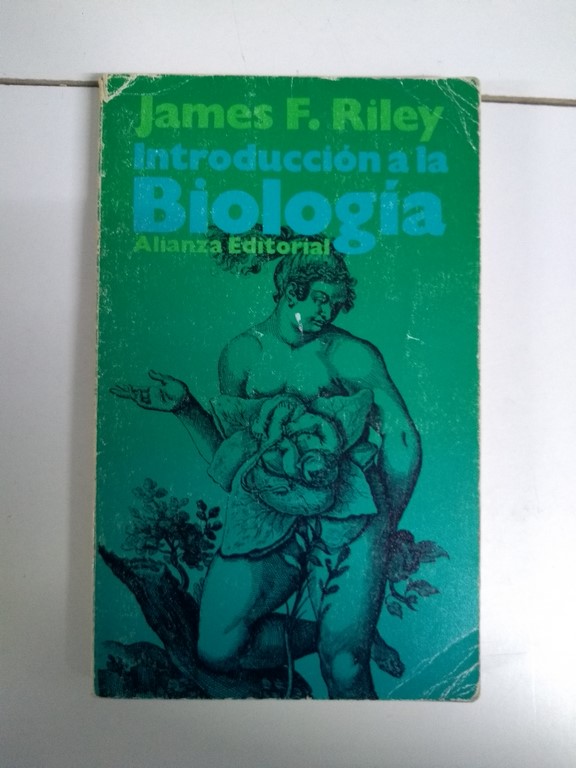 James F. Riley
Introducción a la
Biología
Alianza Editorial